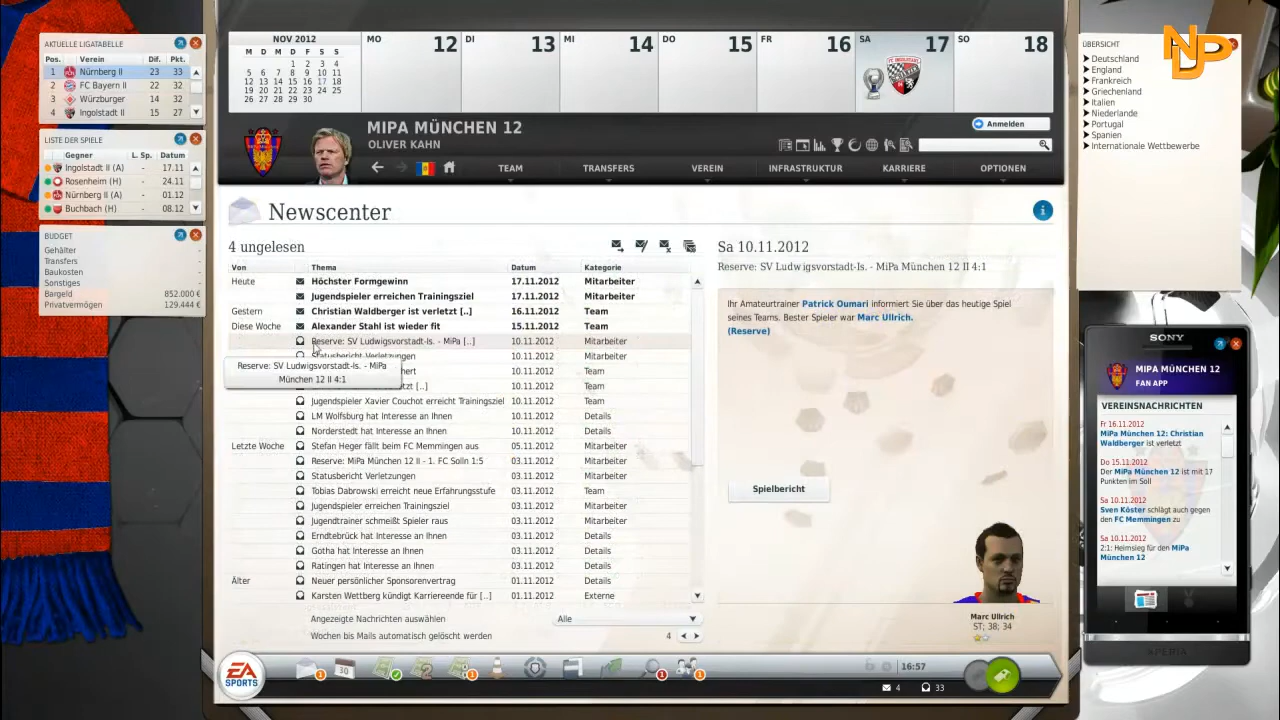 AKTUELLE LIGATABELLE
Pos. Verein Dif. Pkt.
1 Nürnberg II 23 33
2 FC Bayern II 22 32
3 Würzburger 14 32
4 Ingolstadt II 15 27
LISTE DER SPIELE
Gegner L. Sp. Datum
Ingolstadt II (A) - 17.11
Rosenheim (H) - 24.11
Nürnberg II (A) - 01.12
Buchbach (H) - 08.12
BUDGET
Gehälter -
Transfers -
Baukosten -
Sonstiges -
Bargeld 852.000 €
Privatvermögen 129.444 €
NOV 2012
M D M D F S S
1 2 3 4
5 6 7 8 9 10 11
12 13 14 15 16 17 18
19 20 21 22 23 24 25
26 27 28 29 30
MO 12 DI 13 MI 14 DO 15 FR 16 SA 17 SO 18
MIPA MÜNCHEN 12
OLIVER KAHN
Anmelden
TEAM TRANSFERS VEREIN INFRASTRUKTUR KARRIERE OPTIONEN
Newscenter
4 ungelesen
Von Thema Datum Kategorie
Heute Höchster Formgewinn 17.11.2012 Mitarbeiter
Jugendspieler erreichen Trainingsziel 17.11.2012 Mitarbeiter
Gestern Christian Waldberger ist verletzt [..] 16.11.2012 Team
Diese Woche Alexander Stahl ist wieder fit 15.11.2012 Team
Reserve: SV Ludwigsvorstadt-Is. - MiPa [..] 10.11.2012 Mitarbeiter
Statusbericht Verletzungen 10.11.2012 Mitarbeiter
Reserve: SV Ludwigsvorstadt-Is. - MiPa
München 12 II 4:1
10.11.2012 Team
[..] 10.11.2012 Team
Jugendspieler Xavier Couchot erreicht Trainingsziel 10.11.2012 Team
LM Wolfsburg hat Interesse an Ihnen 10.11.2012 Details
Norderstedt hat Interesse an Ihnen 10.11.2012 Details
Letzte Woche Stefan Heger fällt beim FC Memmingen aus 05.11.2012 Mitarbeiter
Reserve: MiPa München 12 II - 1. FC Solln 1:5 03.11.2012 Mitarbeiter
Statusbericht Verletzungen 03.11.2012 Mitarbeiter
Tobias Dabrowski erreicht neue Erfahrungsstufe 03.11.2012 Team
Jugendspieler erreichen Trainingsziel 03.11.2012 Mitarbeiter
Jugendtrainer schmeißt Spieler raus 03.11.2012 Mitarbeiter
Erndtebrück hat Interesse an Ihnen 03.11.2012 Details
Gotha hat Interesse an Ihnen 03.11.2012 Details
Ratingen hat Interesse an Ihnen 03.11.2012 Details
Älter Neuer persönlicher Sponsorenvertrag 01.11.2012 Details
Karsten Wettberg kündigt Karriereende für [..] 01.11.2012 Externe
Angezeigte Nachrichten auswählen Alle
Wochen bis Mails automatisch gelöscht werden 4
Sa 10.11.2012
Reserve: SV Ludwigsvorstadt-Is. - MiPa München 12 II 4:1
Ihr Amateurtrainer Patrick Oumari informiert Sie über das heutige Spiel
seines Teams. Bester Spieler war Marc Ullrich.
(Reserve)
Spielbericht
Marc Ullrich
ST; 38; 34
EA
SPORTS
30
1
1
1
1
16:57
4 33
ÜBERSICHT
Deutschland
England
Frankreich
Griechenland
Italien
Niederlande
Portugal
Spanien
Internationale Wettbewerbe
SONY
MIPA MÜNCHEN 12
FAN APP
VEREINSNACHRICHTEN
Fr 16.11.2012
MiPa München 12: Christian
Waldberger ist verletzt
Do 15.11.2012
Der MiPa München 12 ist mit 17
Punkten im Soll
Sa 10.11.2012
Sven Köster schlägt auch gegen
den FC Memmingen zu
Sa 10.11.2012
2:1: Heimsieg für den MiPa
München 12
XPERIA